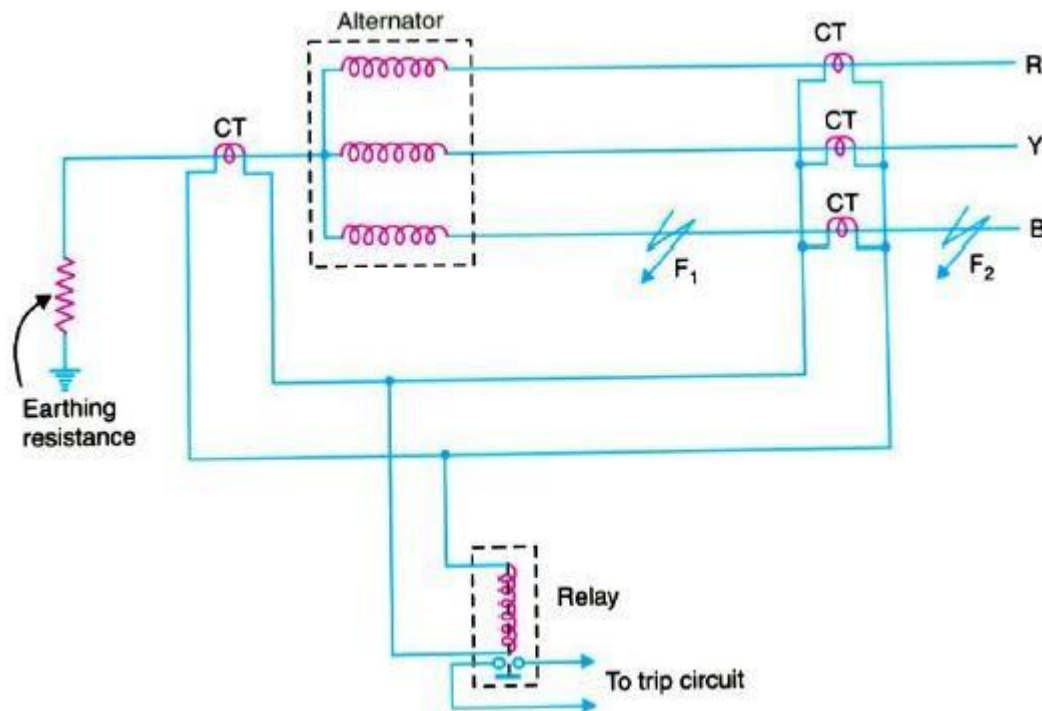 Alternator
CT
R
CT
CT
Y
CT
B
F₁
F₂
Earthing
resistance
Relay
To trip circuit